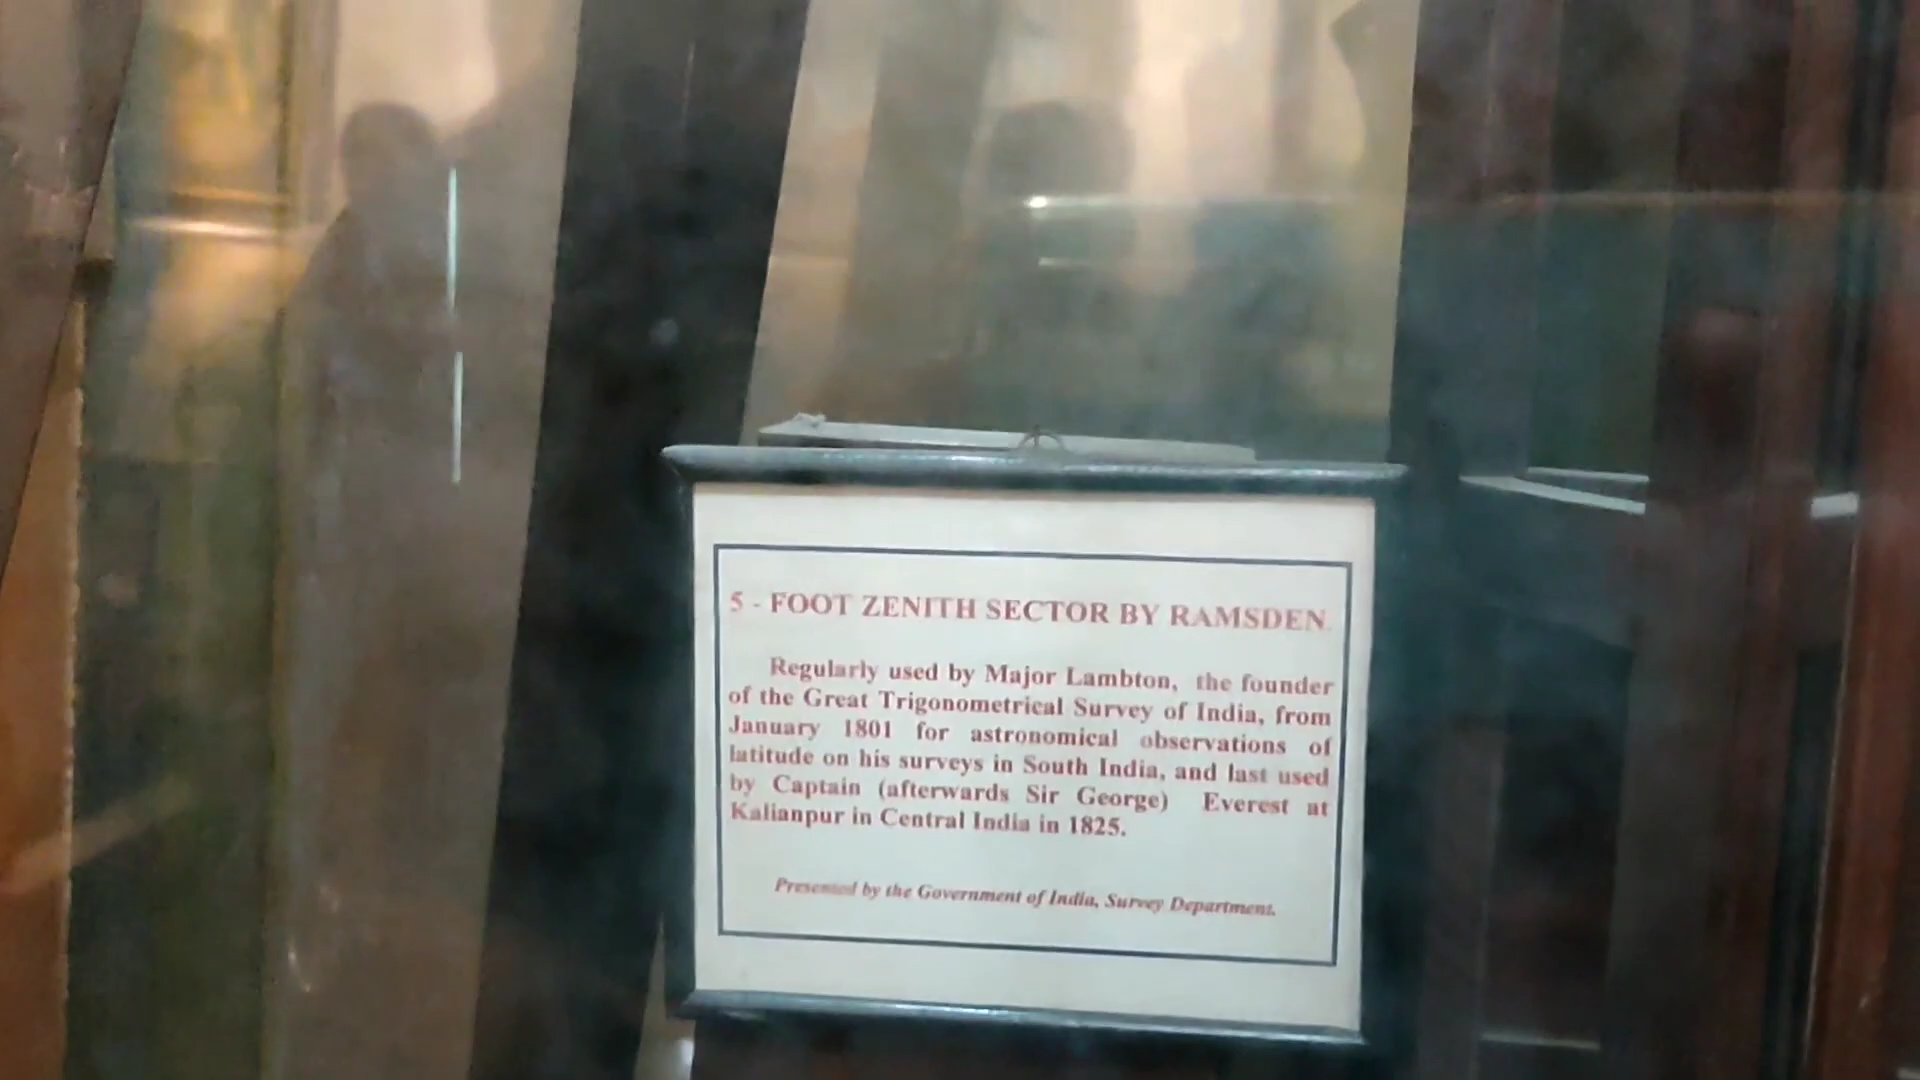 5 - FOOT ZENITH SECTOR BY RAMSDEN.
Regularly used by Major Lambton, the founder
of the Great Trigonometrical Survey of India, from
January 1801 for astronomical observations of
latitude on his surveys in South India, and last used
by Captain (afterwards Sir George) Everest at
Kalianpur in Central India in 1825.
Presented by the Government of India, Survey Department.